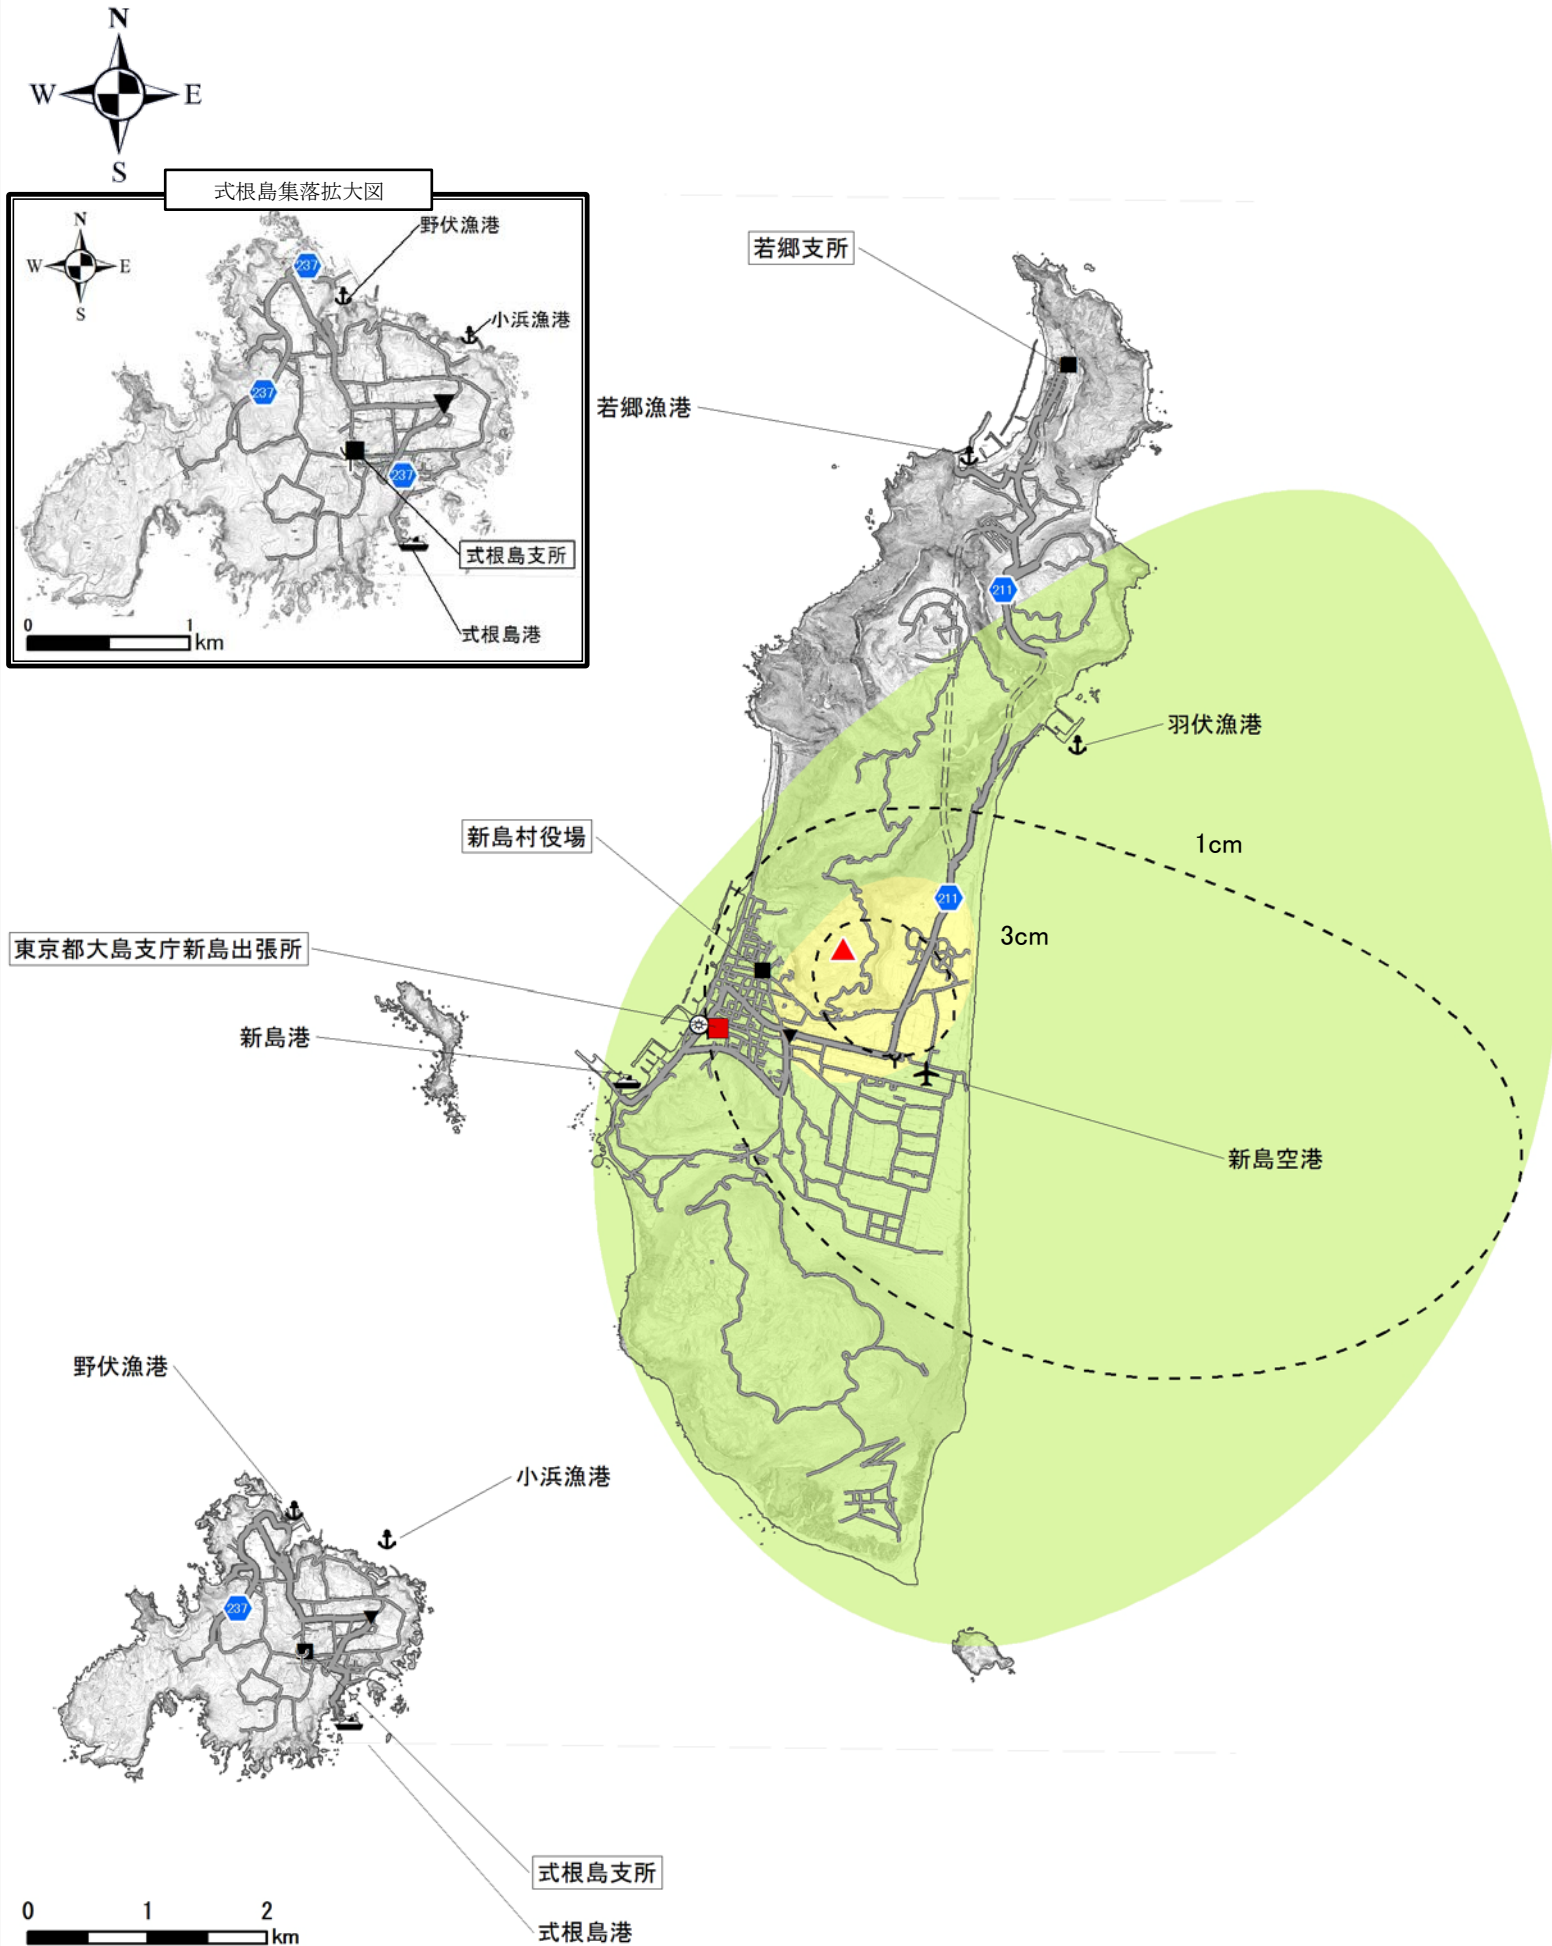 N
W E
S
式根島集落拡大図
N
W E
S
野伏漁港
237
小浜漁港
237
237
式根島支所
式根島港
0 1
km
若郷支所
若郷漁港
211
羽伏漁港
新島村役場
1cm
211
3cm
東京都大島支庁新島出張所
新島港
新島空港
野伏漁港
小浜漁港
237
式根島支所
式根島港
0 1 2
km